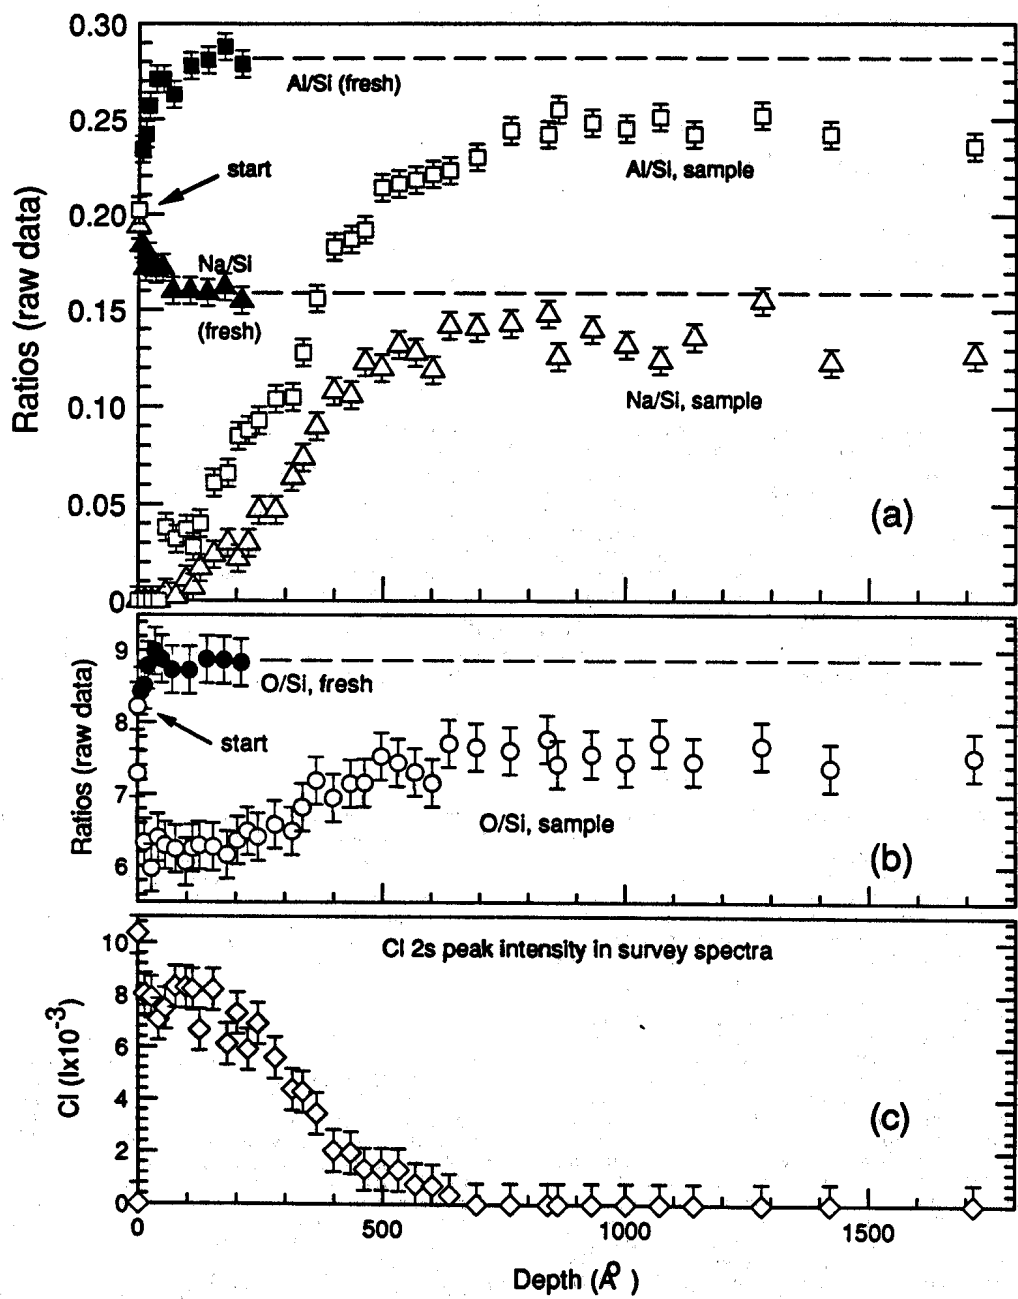 0.30
0.25
0.20
0.15
0.10
0.05
0
Ratios (raw data)
Al/Si (fresh)
start
Al/Si, sample
Na/Si
(fresh)
Na/Si, sample
(a)
9
8
7
6
Ratios (raw data)
O/Si, fresh
start
O/Si, sample
(b)
10
8
6
4
2
0
Cl (Ix10-3)
Cl 2s peak intensity in survey spectra
(c)
0
500
1000
1500
Depth (Å)